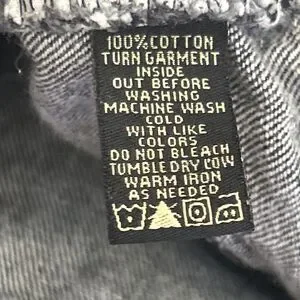 100% COTTON
TURN GARMENT
INSIDE
OUT BEFORE
WASHING
MACHINE WASH
COLD
WITH LIKE
COLORS
DO NOT BLEACH
TUMBLE DRY LOW
WARM IRON
AS NEEDED